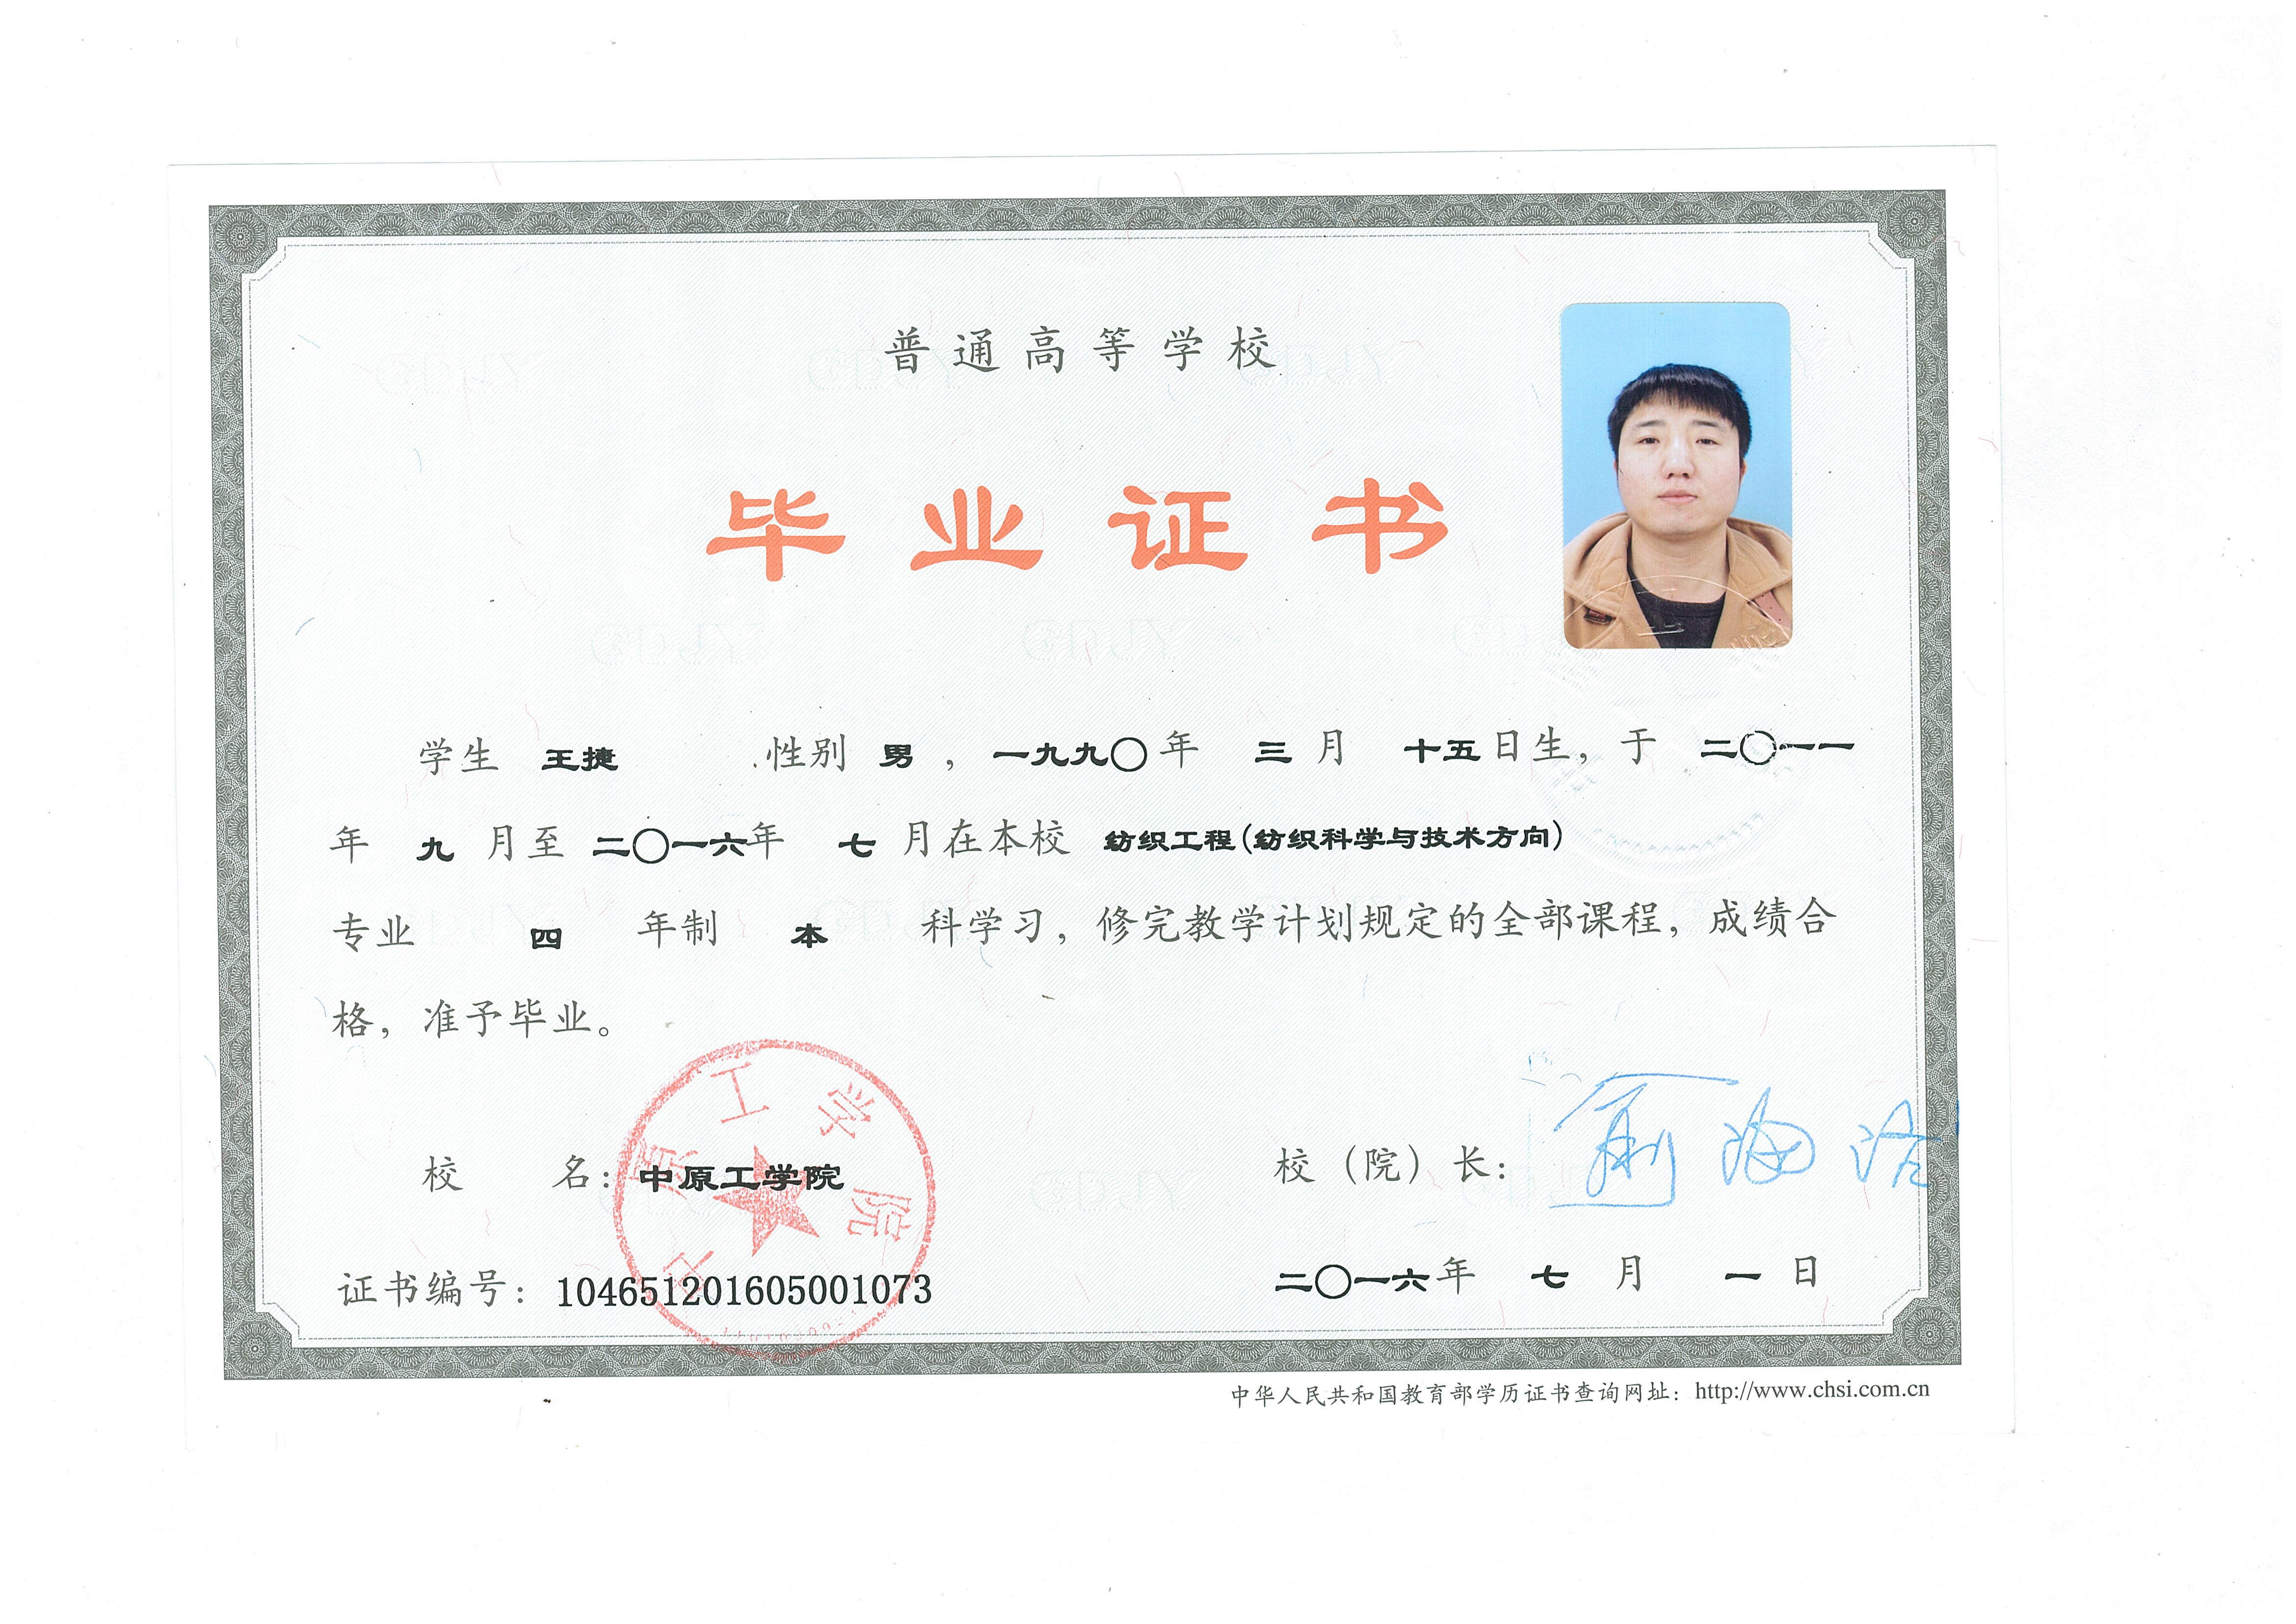 普通高等学校
毕业证书
学生 王捷 性别 男 ， 一九九〇 年 三 月 十五 日生，于 二〇一一
年 九 月至 二〇一六 年 七 月在本校 纺织工程(纺织科学与技术方向)
专业 四 年制 本 科学习，修完教学计划规定的全部课程，成绩合
格，准予毕业。
中原工学院
校 名： 中原工学院
校（院）长：
证书编号： 104651201605001073
二〇一六 年 七 月 一 日
中华人民共和国教育部学历证书查询网址：http://www.chsi.com.cn